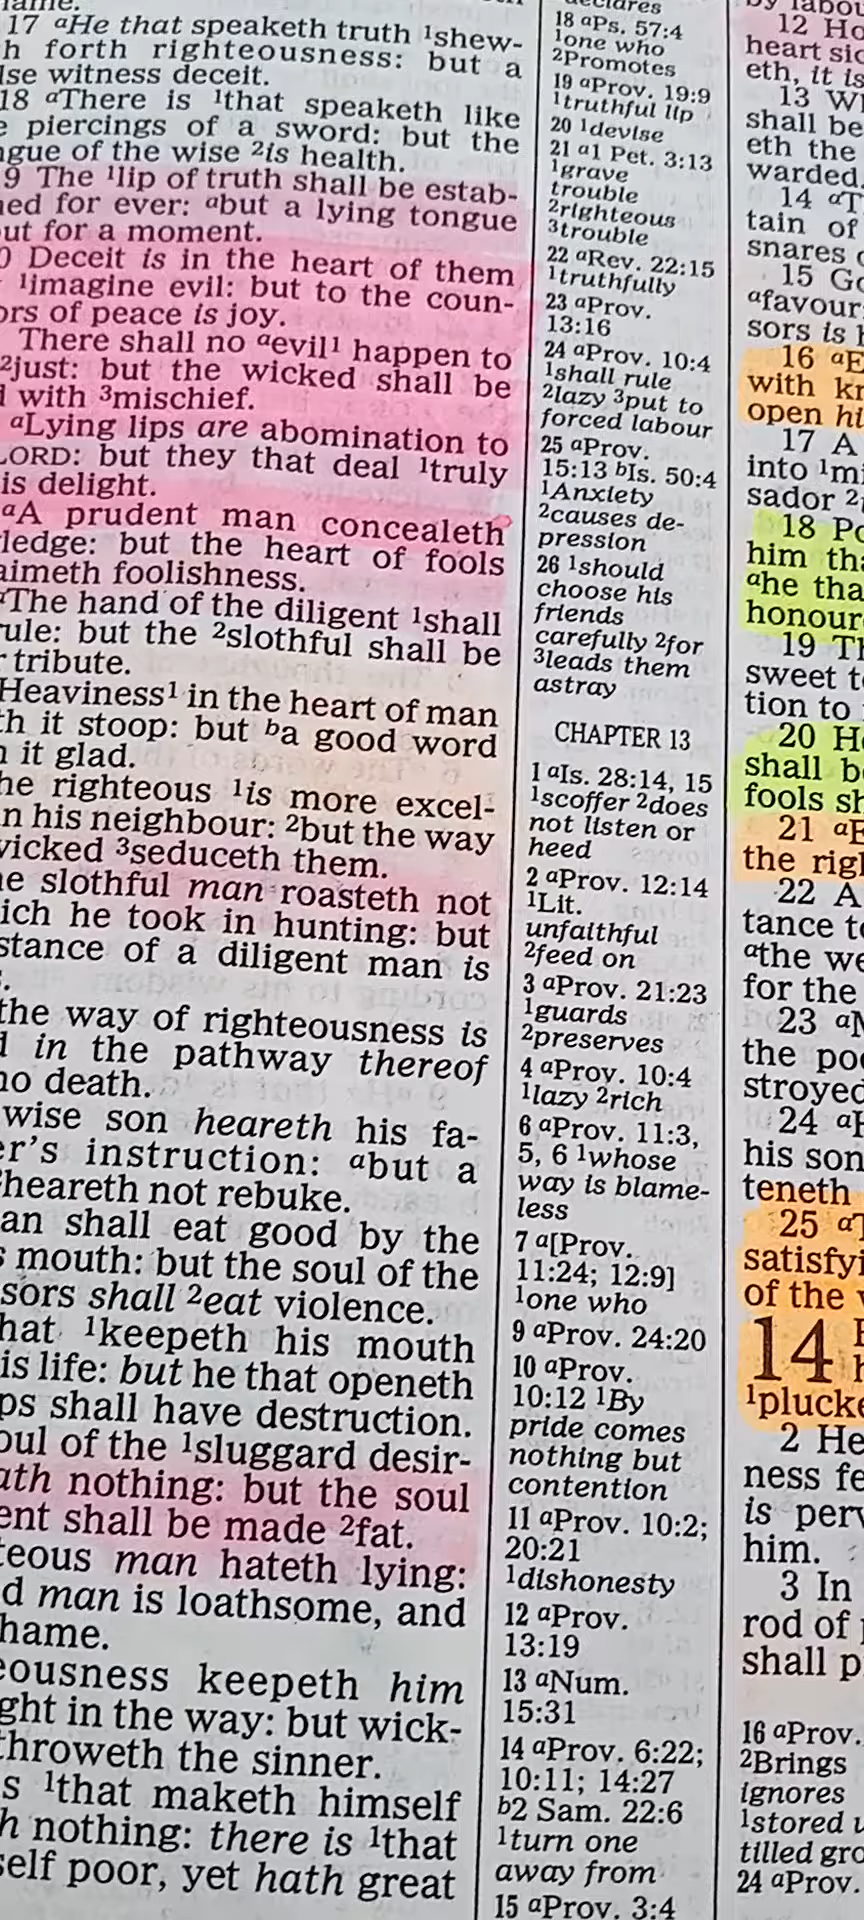 17 aHe that speaketh truth 1shew-
h forth righteousness: but a
lse witness deceit.
18 aThere is 1that speaketh like
e piercings of a sword: but the
ngue of the wise 2is health.
9 The 1lip of truth shall be estab-
hed for ever: abut a lying tongue
out for a moment.
0 Deceit is in the heart of them
1imagine evil: but to the coun-
ors of peace is joy.
There shall no aevil1 happen to
2just: but the wicked shall be
d with 3mischief.
aLying lips are abomination to
LORD: but they that deal 1truly
is delight.
aA prudent man concealeth
ledge: but the heart of fools
aimeth foolishness.
aThe hand of the diligent 1shall
rule: but the 2slothful shall be
r tribute.
Heaviness1 in the heart of man
th it stoop: but ba good word
h it glad.
he righteous 1is more excel-
n his neighbour: 2but the way
wicked 3seduceth them.
he slothful man roasteth not
ich he took in hunting: but
stance of a diligent man is
the way of righteousness is
d in the pathway thereof
no death.
wise son heareth his fa-
er's instruction: abut a
heareth not rebuke.
an shall eat good by the
s mouth: but the soul of the
sors shall 2eat violence.
hat 1keepeth his mouth
is life: but he that openeth
ps shall have destruction.
oul of the 1sluggard desir-
ath nothing: but the soul
ent shall be made 2fat.
teous man hateth lying:
d man is loathsome, and
hame.
eousness keepeth him
ght in the way: but wick-
throweth the sinner.
s 1that maketh himself
h nothing: there is 1that
self poor, yet hath great
declares
18 aPs. 57:4
1one who
2Promotes
19 aProv. 19:9
1truthful lip
20 1devise
21 a1 Pet. 3:13
1grave
trouble
2righteous
3trouble
22 aRev. 22:15
1truthfully
23 aProv.
13:16
24 aProv. 10:4
1shall rule
2lazy 3put to
forced labour
25 aProv.
15:13 bIs. 50:4
1Anxiety
2causes de-
pression
26 1should
choose his
friends
carefully 2for
3leads them
astray
CHAPTER 13
1 aIs. 28:14, 15
1scoffer 2does
not listen or
heed
2 aProv. 12:14
1Lit.
unfaithful
2feed on
3 aProv. 21:23
1guards
2preserves
4 aProv. 10:4
1lazy 2rich
6 aProv. 11:3,
5, 6 1whose
way is blame-
less
7 a[Prov.
11:24; 12:9]
1one who
9 aProv. 24:20
10 aProv.
10:12 1By
pride comes
nothing but
contention
11 aProv. 10:2;
20:21
1dishonesty
12 aProv.
13:19
13 aNum.
15:31
14 aProv. 6:22;
10:11; 14:27
b2 Sam. 22:6
1turn one
away from
15 aProv. 3:4
by labou
12 Ho
heart sic
eth, it is
13 Wh
shall be
eth the
warded.
14 aT
tain of
snares
15 Go
afavour
sors is h
16 aE
with kn
open his
17 A
into 1mi
sador 2
18 Po
him tha
ahe tha
honour
19 Th
sweet to
tion to
20 He
shall b
fools sh
21 aE
the righ
22 A
tance to
athe we
for the
23 aM
the poo
stroyed
24 aH
his son
teneth
25 aT
satisfyi
of the
14
1plucke
2 He
ness fe
is perv
him.
3 In
rod of
shall p
16 aProv.
2Brings
ignores
1stored u
tilled gro
24 aProv.